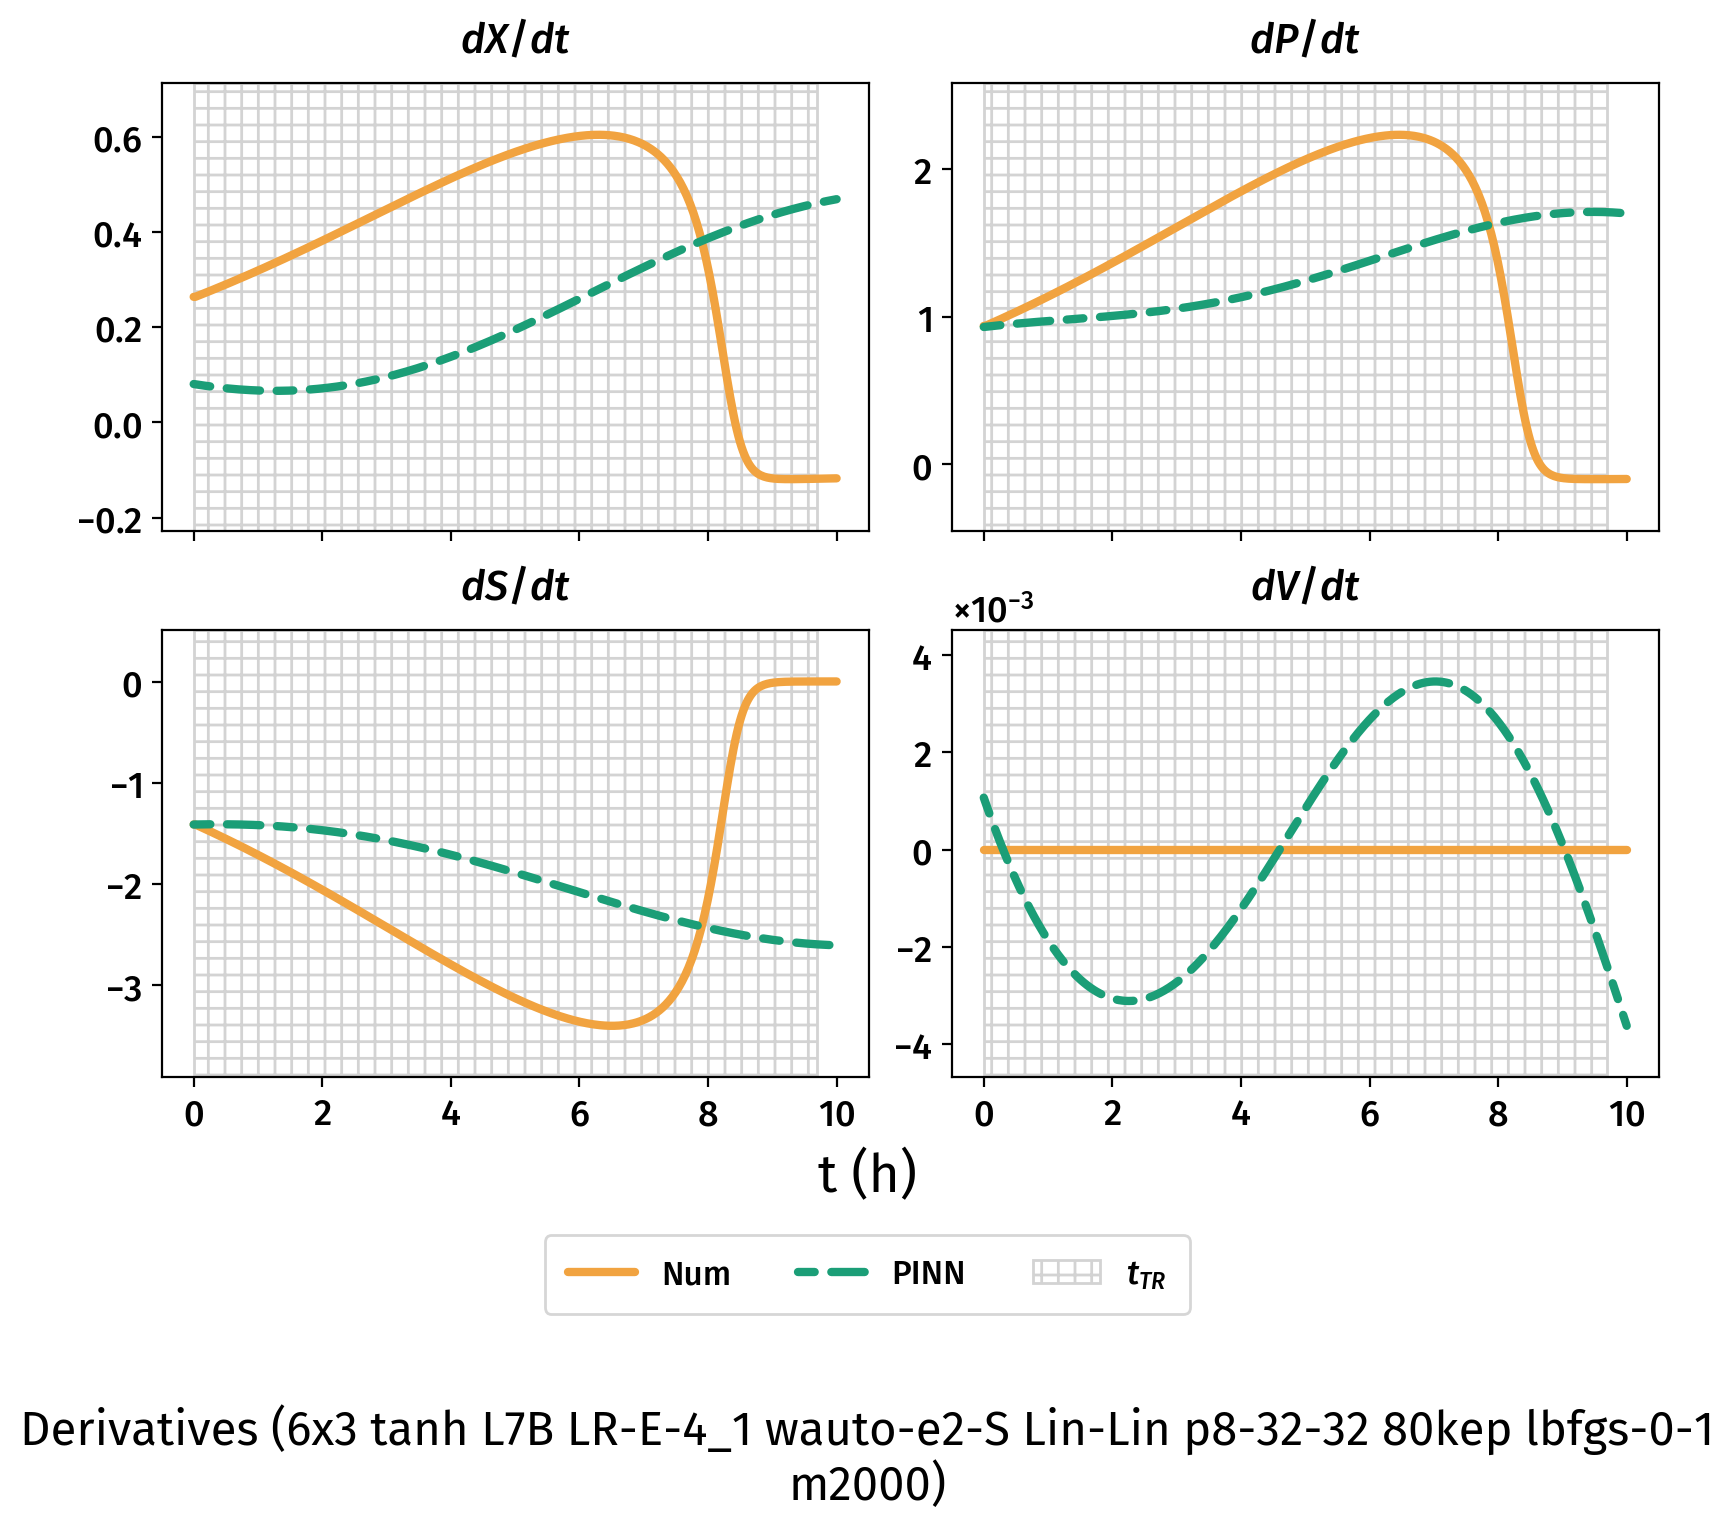 dX/dt
dP/dt
0.6
0.4
0.2
0.0
−0.2
2
1
0
dS/dt
dV/dt
×10⁻³
0
−1
−2
−3
4
2
0
−2
−4
0 2 4 6 8 10
0 2 4 6 8 10
t (h)
Num PINN t_TR
Derivatives (6x3 tanh L7B LR-E-4_1 wauto-e2-S Lin-Lin p8-32-32 80kep lbfgs-0-1
m2000)